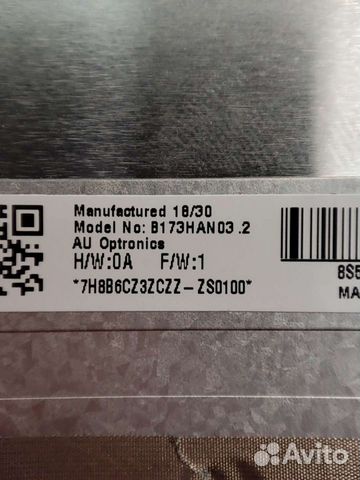 Manufactured 18/30
Model No: B173HAN03 .2
AU Optronics
H/W:0A F/W:1
*7H8B6CZ3ZCZZ-ZS0100*
8S5
MA
Avito